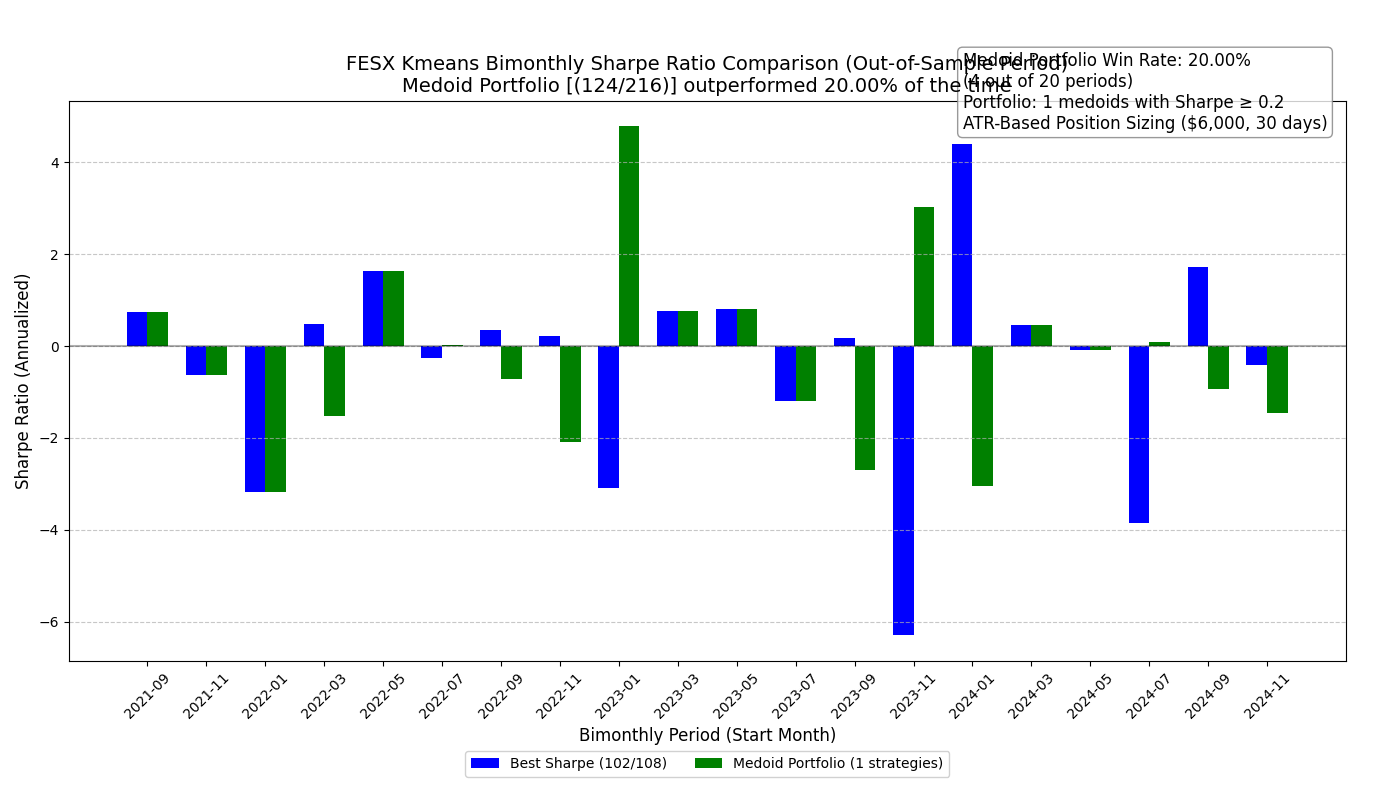 FESX Kmeans Bimonthly Sharpe Ratio Comparison (Out-of-Sample Period)
Medoid Portfolio [(124/216)] outperformed 20.00% of the time
Medoid Portfolio Win Rate: 20.00%
(4 out of 20 periods)
Portfolio: 1 medoids with Sharpe ≥ 0.2
ATR-Based Position Sizing ($6,000, 30 days)
Sharpe Ratio (Annualized)
4
2
0
−2
−4
−6
2021-09
2021-11
2022-01
2022-03
2022-05
2022-07
2022-09
2022-11
2023-01
2023-03
2023-05
2023-07
2023-09
2023-11
2024-01
2024-03
2024-05
2024-07
2024-09
2024-11
Bimonthly Period (Start Month)
Best Sharpe (102/108)
Medoid Portfolio (1 strategies)